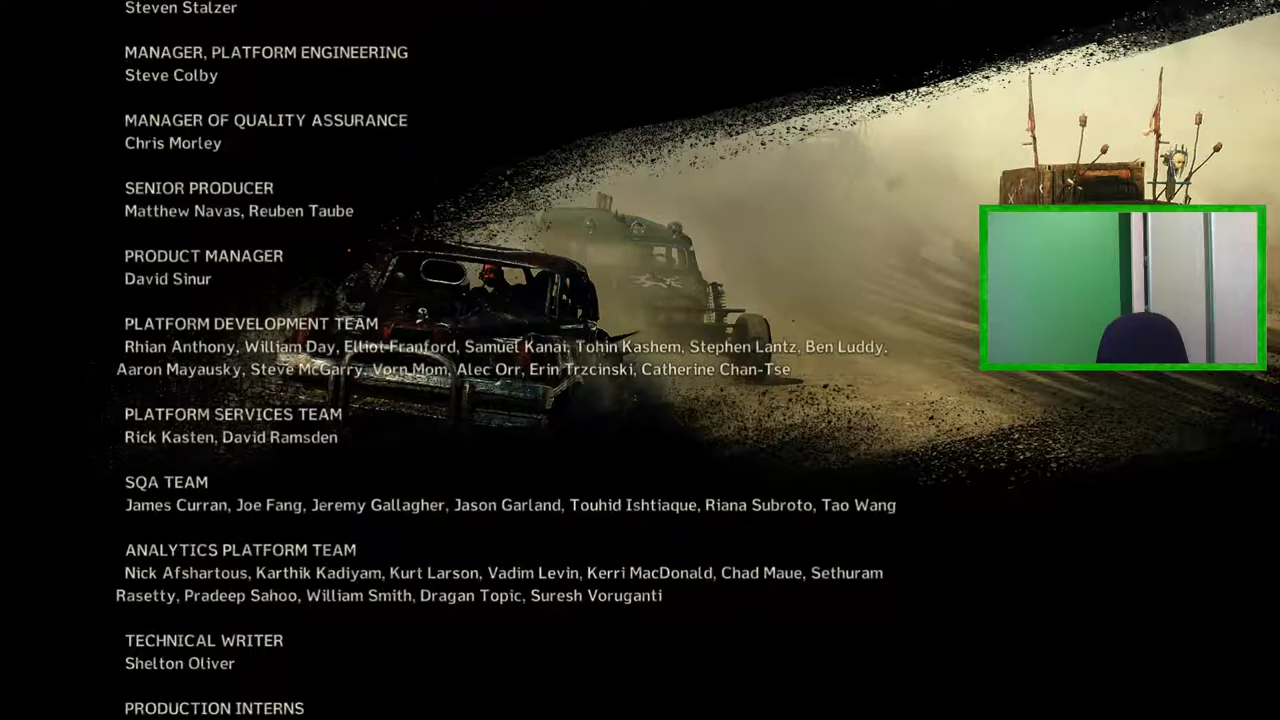 Steven Stalzer
MANAGER, PLATFORM ENGINEERING
Steve Colby
MANAGER OF QUALITY ASSURANCE
Chris Morley
SENIOR PRODUCER
Matthew Navas, Reuben Taube
PRODUCT MANAGER
David Sinur
PLATFORM DEVELOPMENT TEAM
Rhian Anthony, William Day, Elliot Franford, Samuel Kanai, Tohin Kashem, Stephen Lantz, Ben Luddy,
Aaron Mayausky, Steve McGarry, Vorn Mom, Alec Orr, Erin Trzcinski, Catherine Chan-Tse
PLATFORM SERVICES TEAM
Rick Kasten, David Ramsden
SQA TEAM
James Curran, Joe Fang, Jeremy Gallagher, Jason Garland, Touhid Ishtiaque, Riana Subroto, Tao Wang
ANALYTICS PLATFORM TEAM
Nick Afshartous, Karthik Kadiyam, Kurt Larson, Vadim Levin, Kerri MacDonald, Chad Maue, Sethuram
Rasetty, Pradeep Sahoo, William Smith, Dragan Topic, Suresh Voruganti
TECHNICAL WRITER
Shelton Oliver
PRODUCTION INTERNS